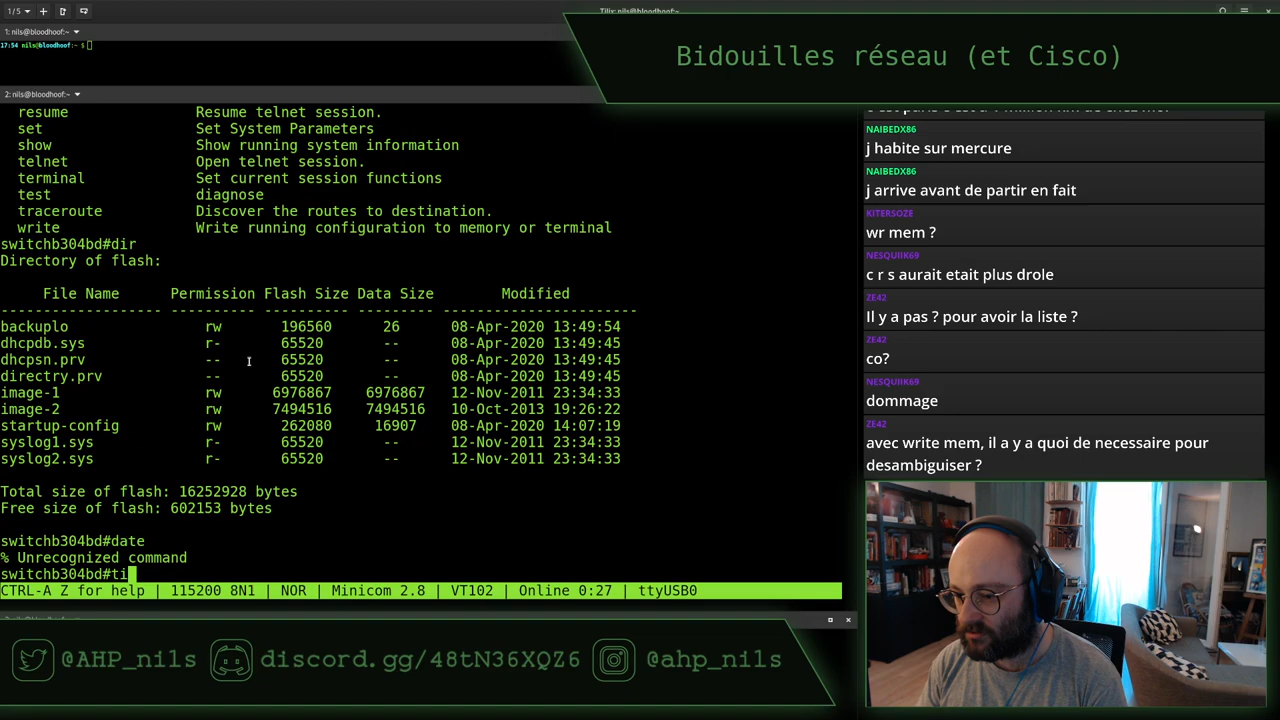 1/5
Tilix: nils@bloodhoof:~
1: nils@bloodhoof:~
17:54 nils@bloodhoof:~ $
Bidouilles réseau (et Cisco)
2: nils@bloodhoof:~
resume Resume telnet session.
set Set System Parameters
show Show running system information
telnet Open telnet session.
terminal Set current session functions
test diagnose
traceroute Discover the routes to destination.
write Write running configuration to memory or terminal
switchb304bd#dir
Directory of flash:
File Name Permission Flash Size Data Size Modified
------------------- ---------- ---------- --------- -----------------------
backuplo rw 196560 26 08-Apr-2020 13:49:54
dhcpdb.sys r- 65520 -- 08-Apr-2020 13:49:45
dhcpsn.prv -- 65520 -- 08-Apr-2020 13:49:45
directry.prv -- 65520 -- 08-Apr-2020 13:49:45
image-1 rw 6976867 6976867 12-Nov-2011 23:34:33
image-2 rw 7494516 7494516 10-Oct-2013 19:26:22
startup-config rw 262080 16907 08-Apr-2020 14:07:19
syslog1.sys r- 65520 -- 12-Nov-2011 23:34:33
syslog2.sys r- 65520 -- 12-Nov-2011 23:34:33
Total size of flash: 16252928 bytes
Free size of flash: 602153 bytes
switchb304bd#date
% Unrecognized command
switchb304bd#ti
CTRL-A Z for help | 115200 8N1 | NOR | Minicom 2.8 | VT102 | Online 0:27 | ttyUSB0
NAIBEDX86
j habite sur mercure
NAIBEDX86
j arrive avant de partir en fait
KITERSOZE
wr mem ?
NESQUIIK69
c r s aurait etait plus drole
ZE42
Il y a pas ? pour avoir la liste ?
ZE42
co?
NESQUIIK69
dommage
ZE42
avec write mem, il a y a quoi de necessaire pour
desambiguiser ?
@AHP_nils discord.gg/48tN36XQZ6 @ahp_nils